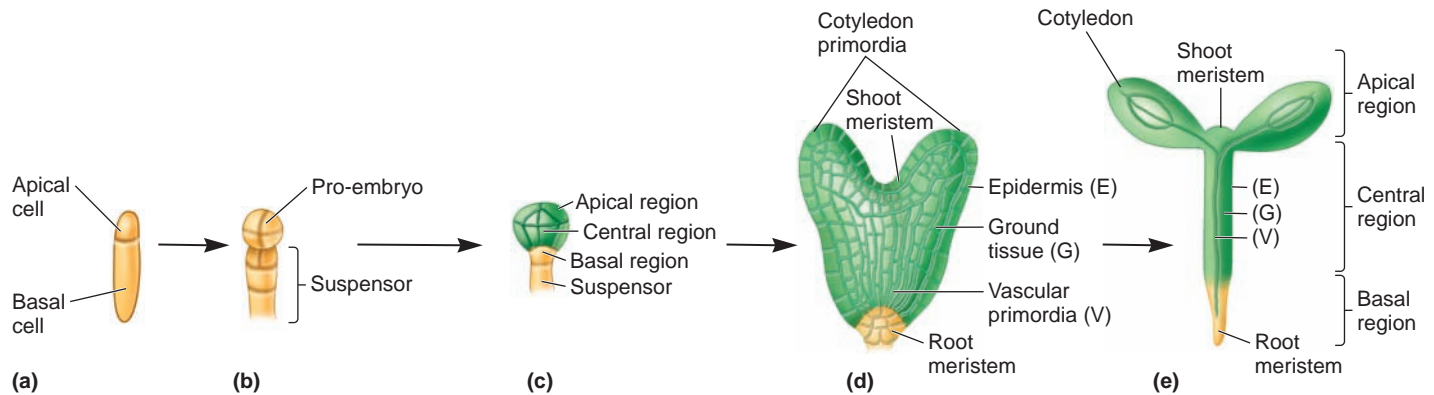 Apical
cell
Basal
cell
(a)
Pro-embryo
Suspensor
(b)
Apical region
Central region
Basal region
Suspensor
(c)
Cotyledon
primordia
Shoot
meristem
Epidermis (E)
Ground
tissue (G)
Vascular
primordia (V)
Root
meristem
(d)
Cotyledon
Shoot
meristem
Apical
region
(E)
(G)
(V)
Central
region
Basal
region
Root
meristem
(e)